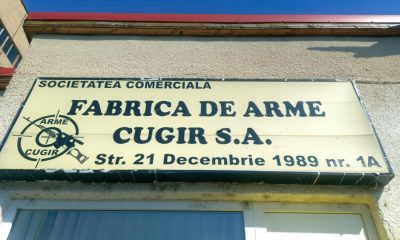 SOCIETATEA COMERCIALA
FABRICA DE ARME
CUGIR S.A.
ARME
CUGIR
Str. 21 Decembrie 1989 nr. 1A